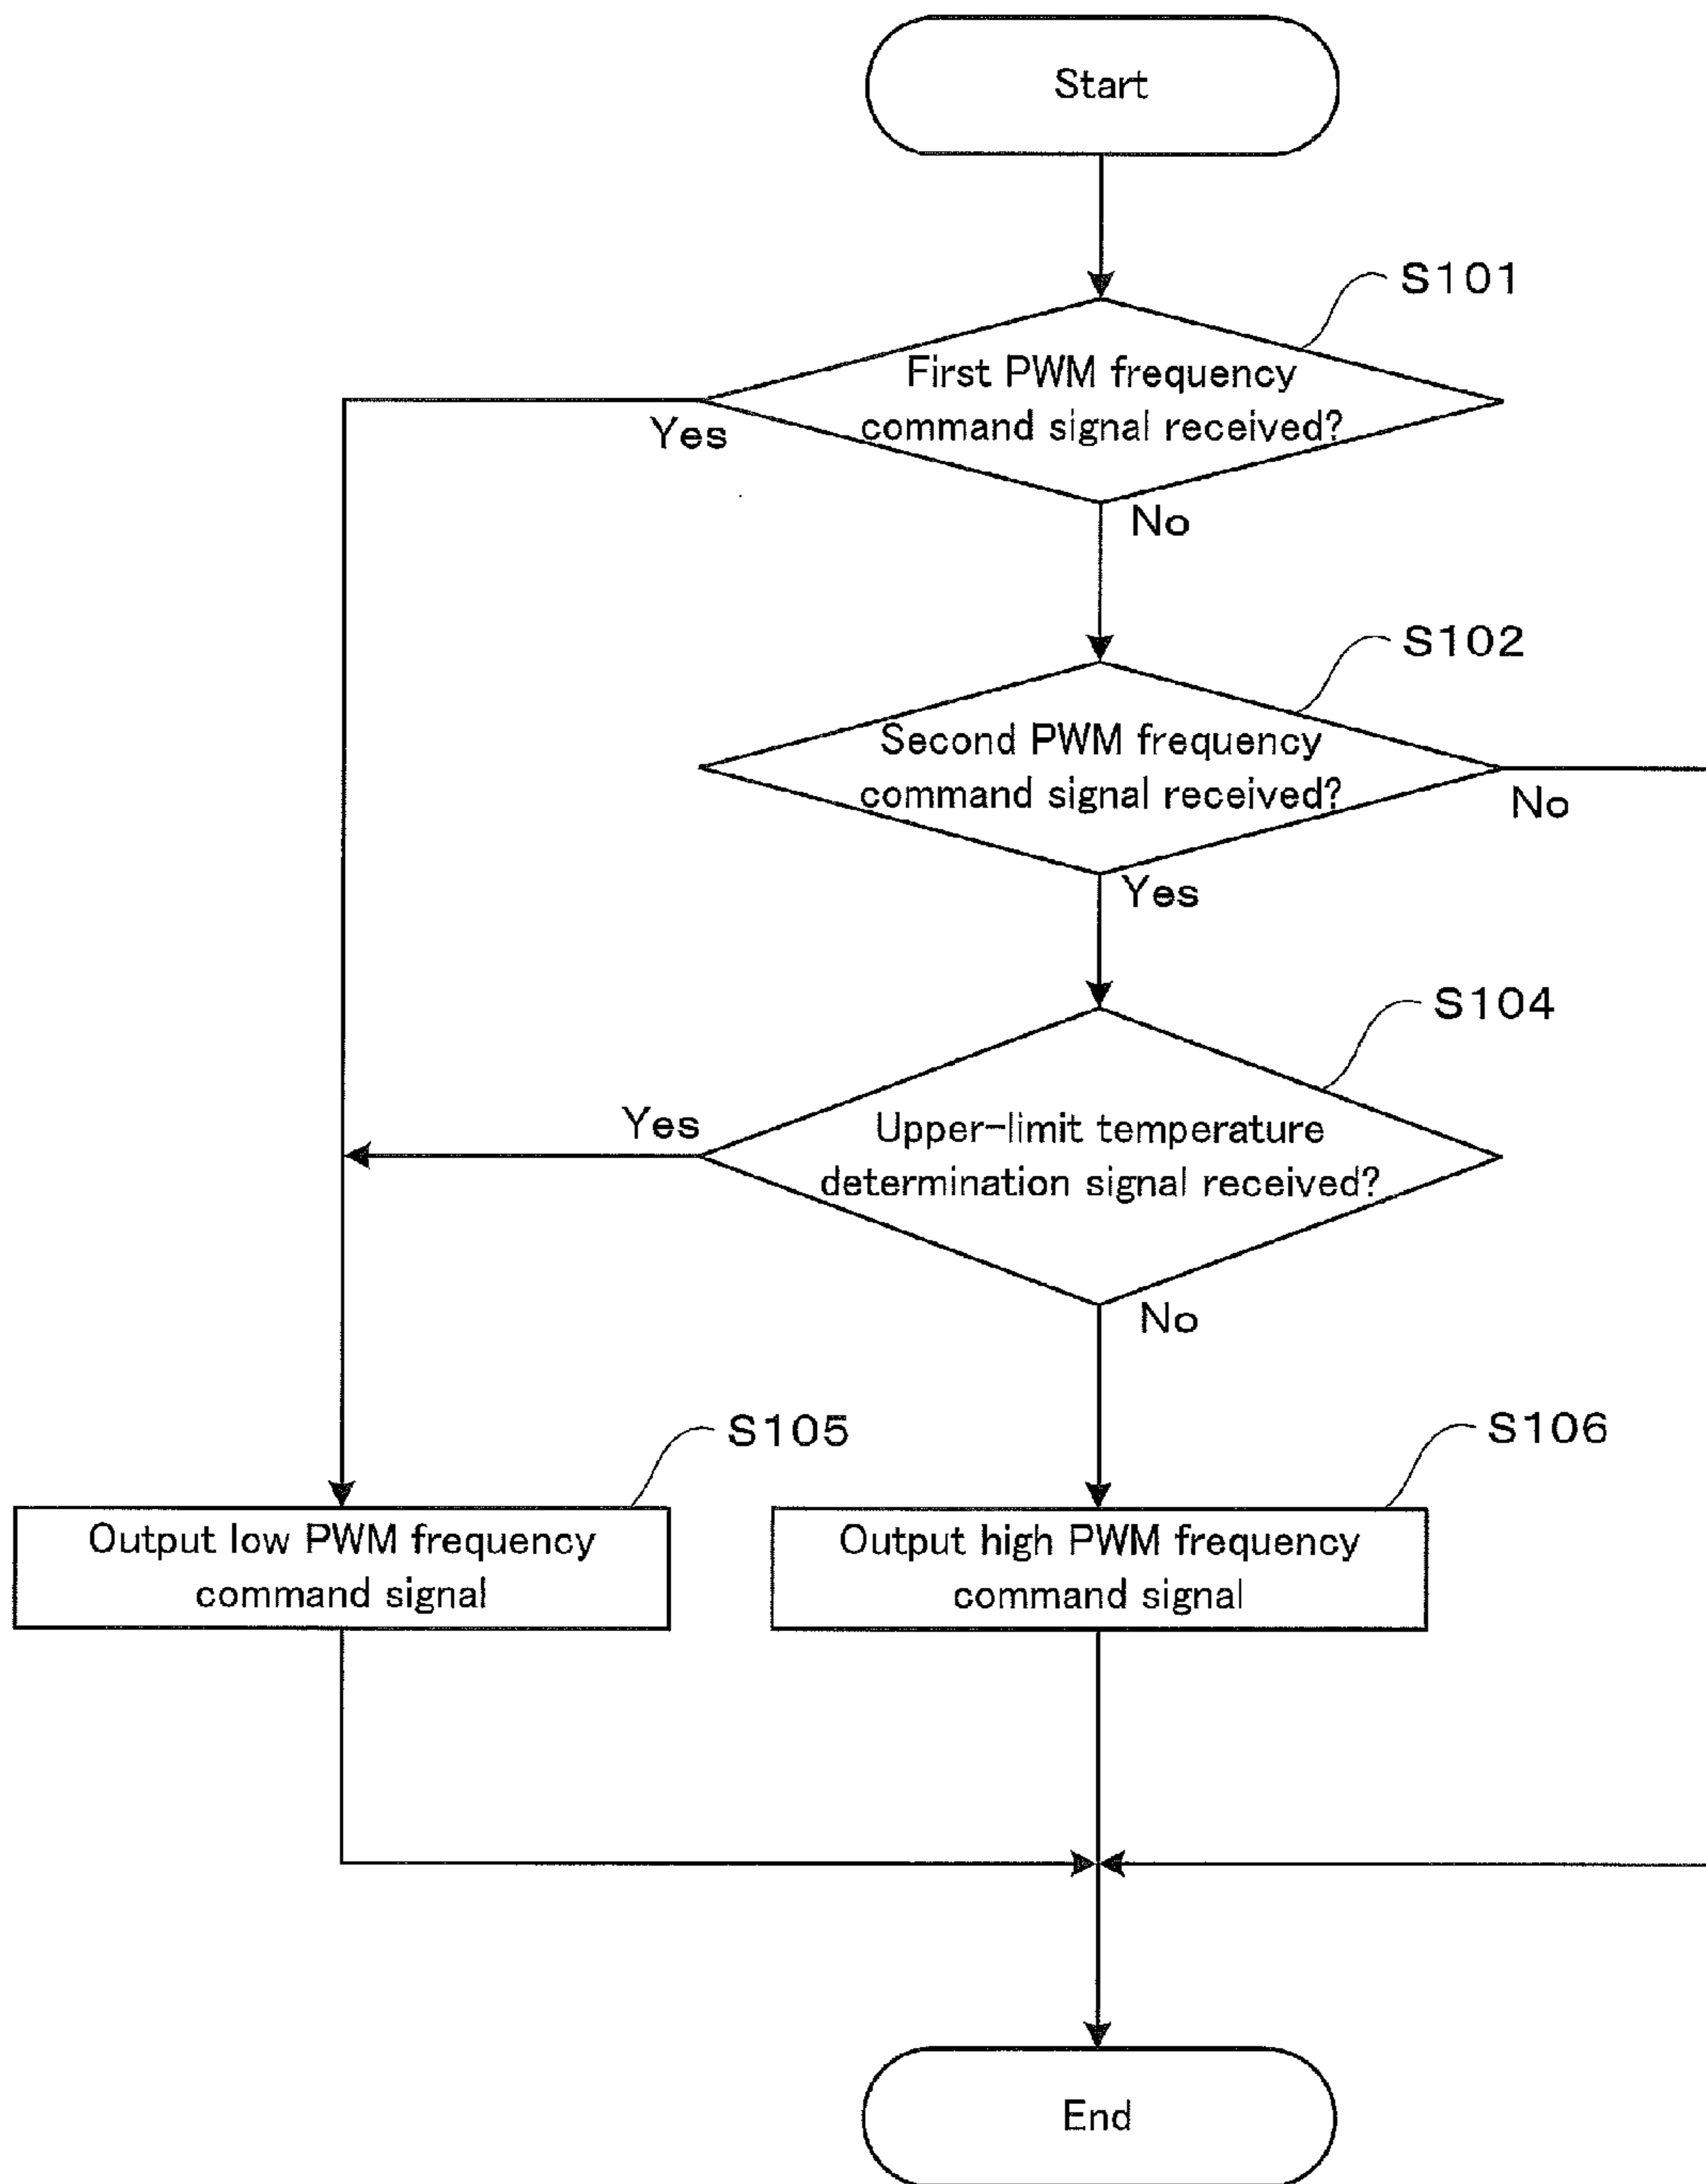 Start
S101
First PWM frequency
command signal received?
Yes
No
S102
Second PWM frequency
command signal received?
No
Yes
S104
Yes
Upper-limit temperature
determination signal received?
No
S105
S106
Output low PWM frequency
command signal
Output high PWM frequency
command signal
End